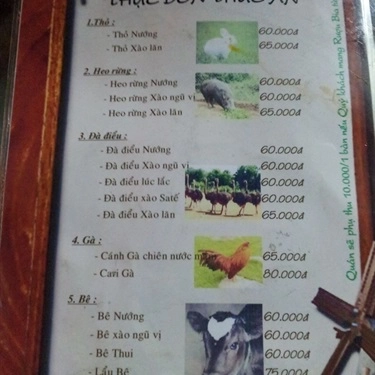 THỰC ĐƠN THỨC ĂN
1.Thỏ :
- Thỏ Nướng 60.000đ
- Thỏ Xào lăn 65.000đ
2. Heo rừng :
- Heo rừng Nướng 60.000đ
- Heo rừng Xào ngũ vị 60.000đ
- Heo rừng Xào lăn 65.000đ
3. Đà điểu :
- Đà điểu Nướng 60.000đ
- Đà điểu Xào ngũ vị 60.000đ
- Đà điểu lúc lắc 60.000đ
- Đà điểu xào Satế 60.000đ
- Đà điểu Xào lăn 65.000đ
4. Gà :
- Cánh Gà chiên nước mắm 65.000đ
- Cari Gà 80.000đ
5. Bê :
- Bê Nướng 60.000đ
- Bê xào ngũ vị 60.000đ
- Bê Thui 60.000đ
- Lẩu Bê 75.000đ
Quán sẽ phụ thu 10.000/1 bàn nếu Quý khách mang Rượu Bia